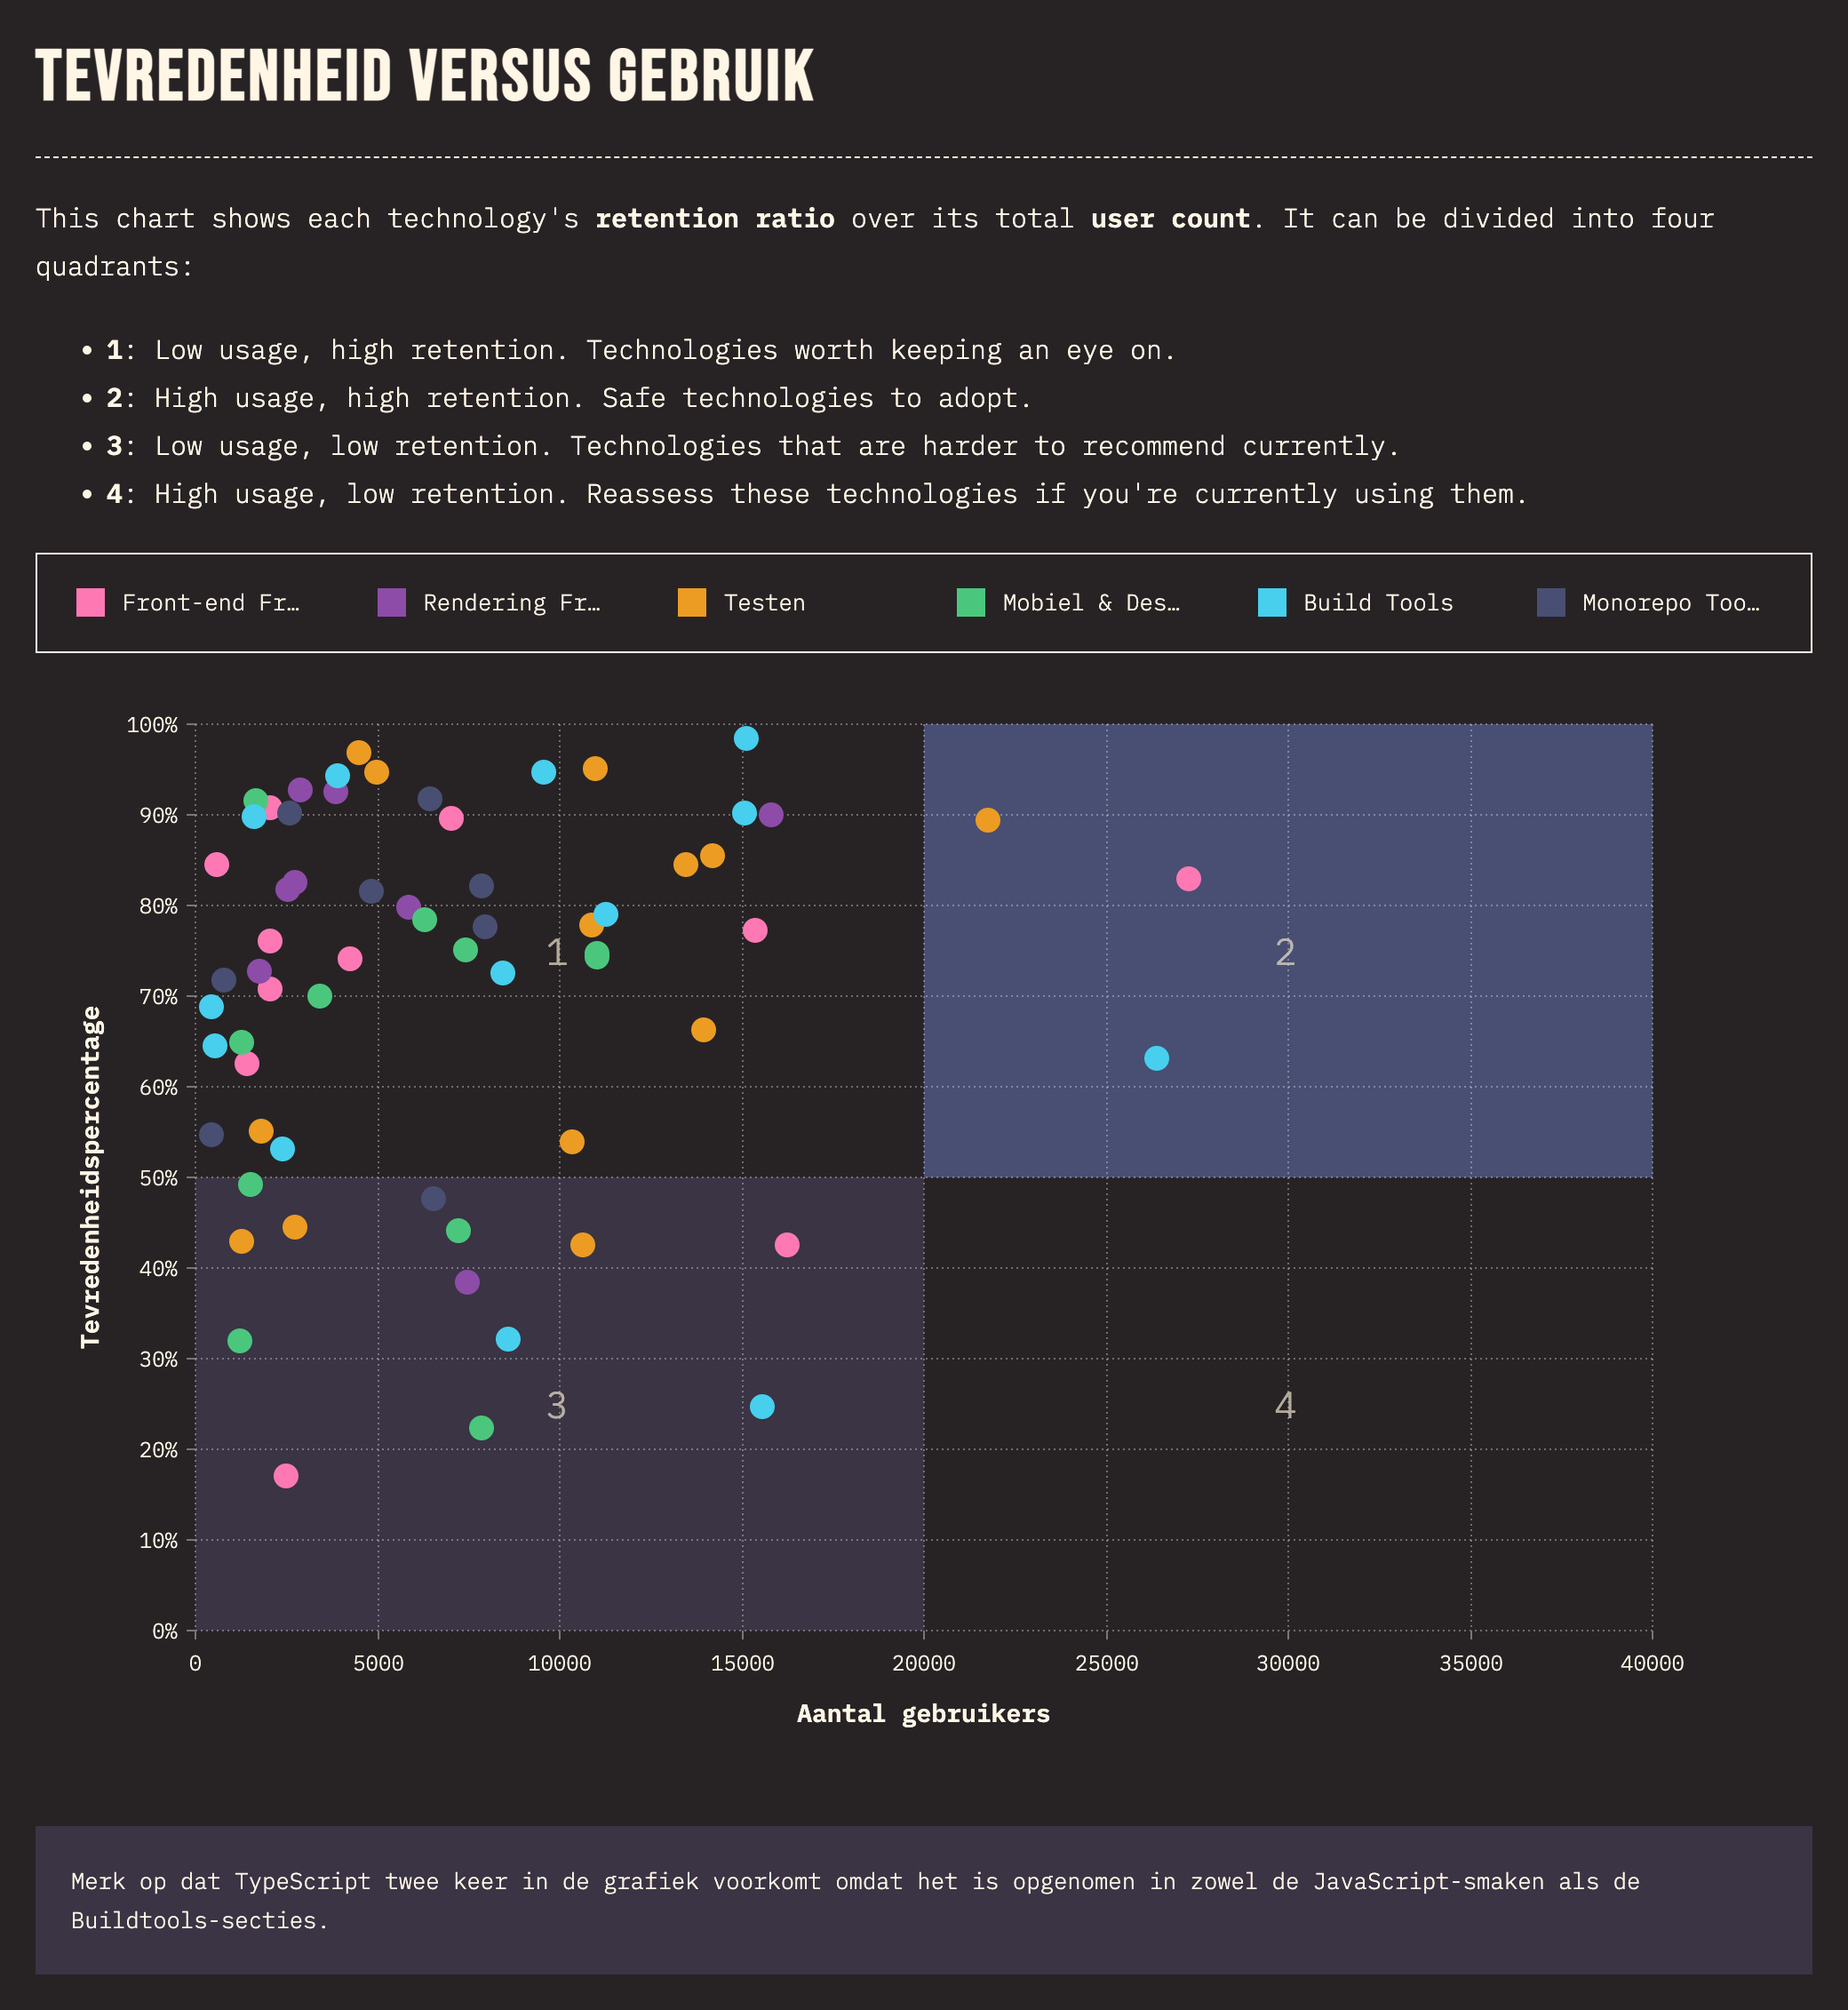 TEVREDENHEID VERSUS GEBRUIK
This chart shows each technology's retention ratio over its total user count. It can be divided into four
quadrants:
• 1: Low usage, high retention. Technologies worth keeping an eye on.
• 2: High usage, high retention. Safe technologies to adopt.
• 3: Low usage, low retention. Technologies that are harder to recommend currently.
• 4: High usage, low retention. Reassess these technologies if you're currently using them.
Front-end Fr… Rendering Fr… Testen Mobiel & Des… Build Tools Monorepo Too…
100%
90%
80%
1 2
70%
Tevredenheidspercentage
60%
50%
40%
30%
3 4
20%
10%
0%
0 5000 10000 15000 20000 25000 30000 35000 40000
Aantal gebruikers
Merk op dat TypeScript twee keer in de grafiek voorkomt omdat het is opgenomen in zowel de JavaScript-smaken als de
Buildtools-secties.